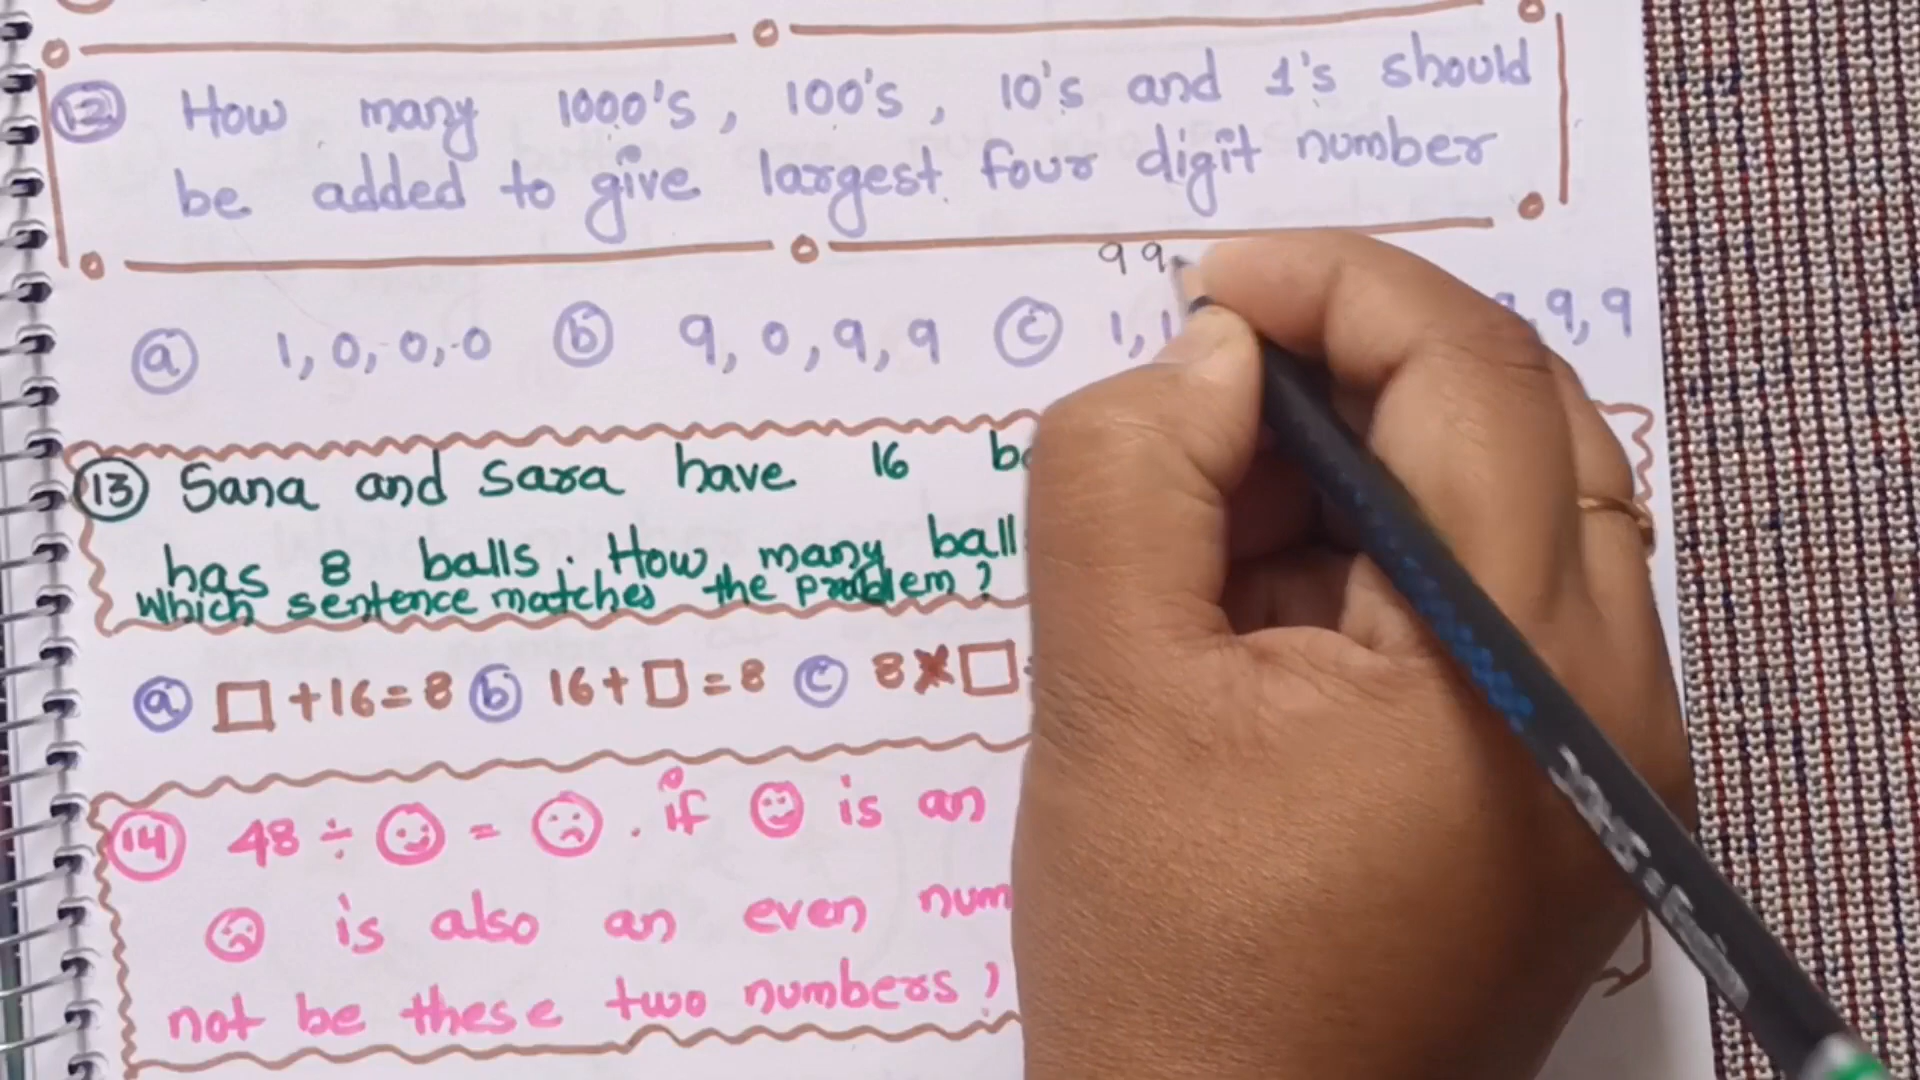 12 How many 1000's, 100's, 10's and 1's should
be added to give largest four digit number
9 9
a 1, 0, 0, 0 b 9, 0, 9, 9 c 1, 1 9, 9
13 Sana and Sara have 16
has 8 balls. How many ball
Which sentence matches the problem?
a □ + 16 = 8 b 16 + □ = 8 c 8 × □
14 48 ÷ = . if is an
is also an even num
not be these two numbers?